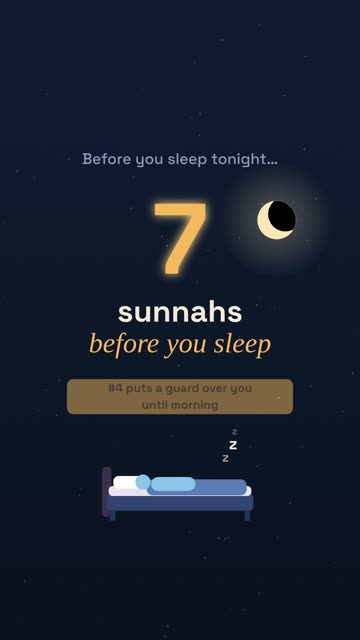 Before you sleep tonight...
7
sunnahs
before you sleep
#4 puts a guard over you
until morning
z
z
z